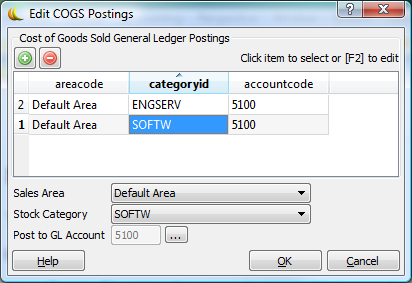 Edit COGS Postings
Cost of Goods Sold General Ledger Postings
Click item to select or [F2] to edit
areacode categoryid accountcode
2 Default Area ENGSERV 5100
1 Default Area SOFTW 5100
Sales Area Default Area
Stock Category SOFTW
Post to GL Account 5100 ...
Help OK Cancel